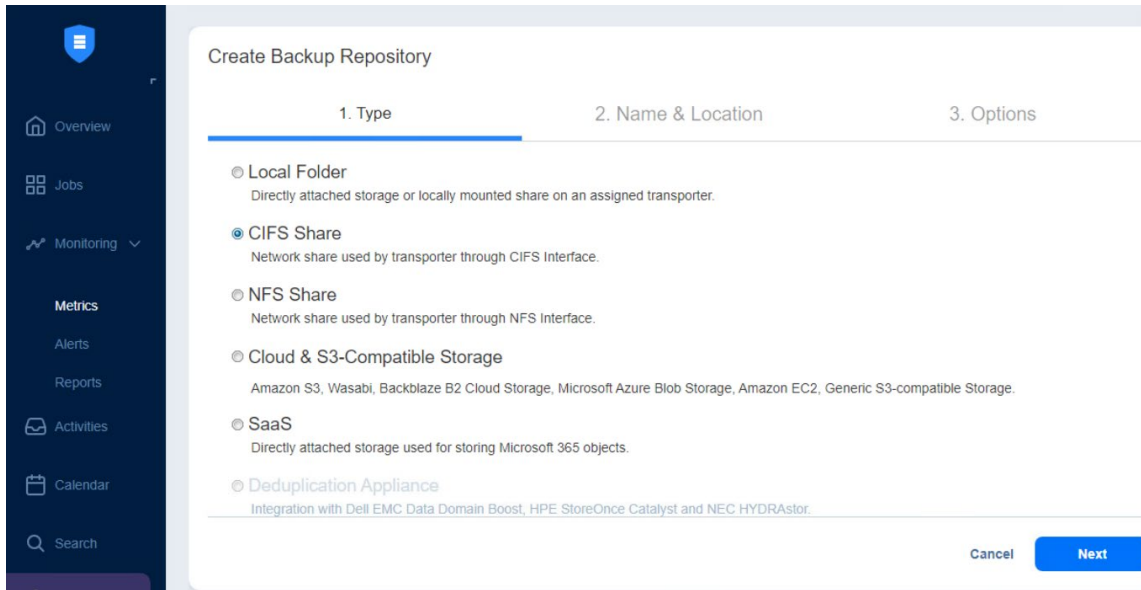 Overview
Jobs
Monitoring
Metrics
Alerts
Reports
Activities
Calendar
Search
Create Backup Repository
1. Type
2. Name & Location
3. Options
Local Folder
Directly attached storage or locally mounted share on an assigned transporter.
CIFS Share
Network share used by transporter through CIFS Interface.
NFS Share
Network share used by transporter through NFS Interface.
Cloud & S3-Compatible Storage
Amazon S3, Wasabi, Backblaze B2 Cloud Storage, Microsoft Azure Blob Storage, Amazon EC2, Generic S3-compatible Storage.
SaaS
Directly attached storage used for storing Microsoft 365 objects.
Deduplication Appliance
Integration with Dell EMC Data Domain Boost, HPE StoreOnce Catalyst and NEC HYDRAstor.
Cancel
Next